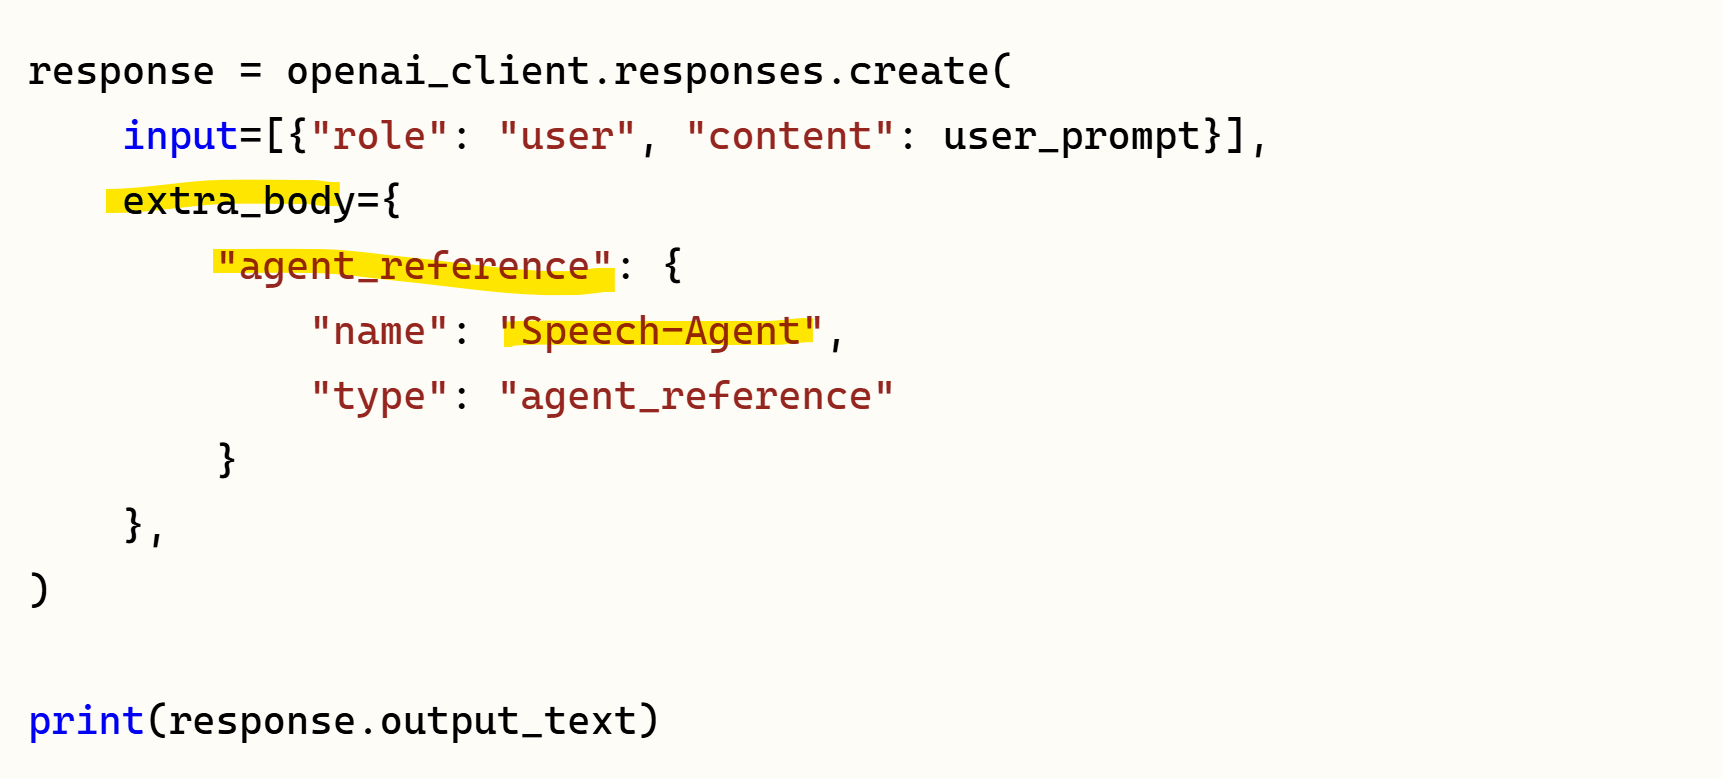 response = openai_client.responses.create(
    input=[{"role": "user", "content": user_prompt}],
    extra_body={
        "agent_reference": {
            "name": "Speech-Agent",
            "type": "agent_reference"
        }
    },
)
print(response.output_text)